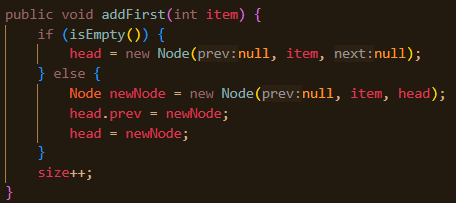 public void addFirst(int item) {
if (isEmpty()) {
head = new Node(prev:null, item, next:null);
} else {
Node newNode = new Node(prev:null, item, head);
head.prev = newNode;
head = newNode;
}
size++;
}